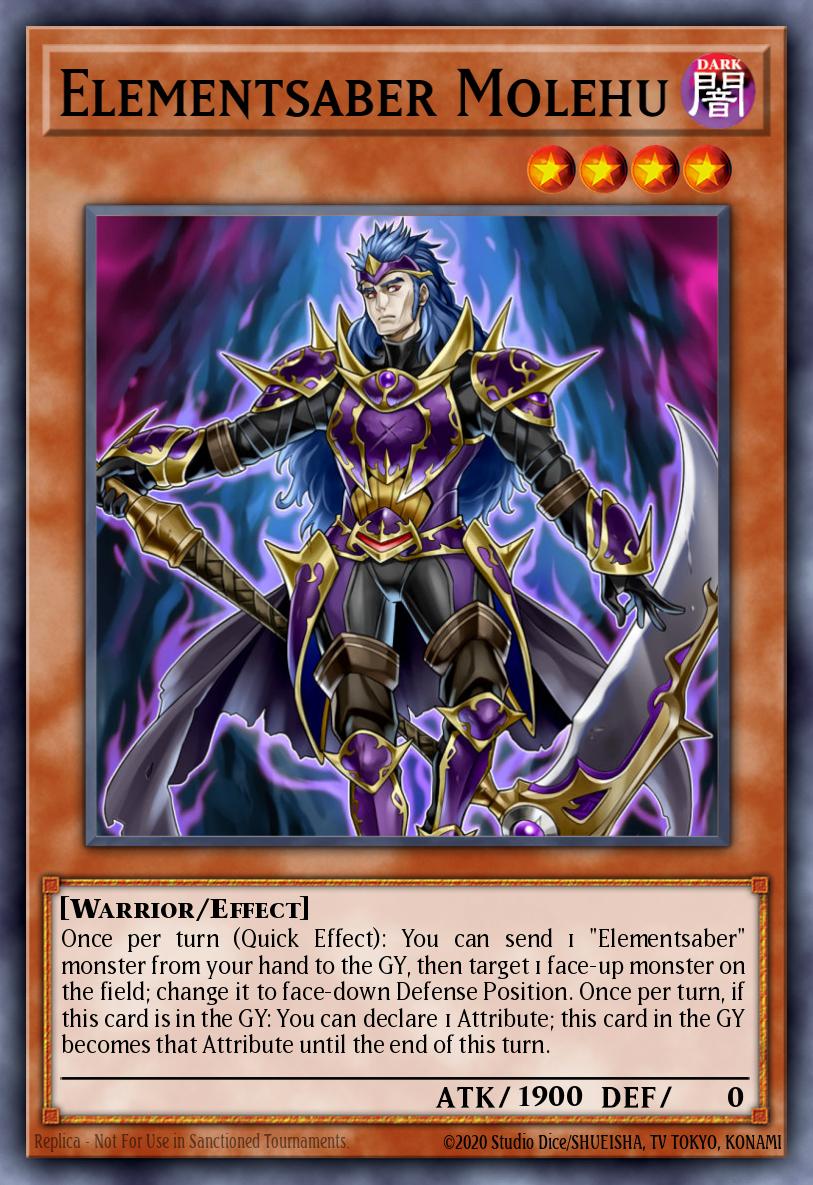 Elementsaber Molehu
DARK
闇
[Warrior/Effect]
Once per turn (Quick Effect): You can send 1 "Elementsaber"
monster from your hand to the GY, then target 1 face-up monster on
the field; change it to face-down Defense Position. Once per turn, if
this card is in the GY: You can declare 1 Attribute; this card in the GY
becomes that Attribute until the end of this turn.
ATK/ 1900 DEF/ 0
Replica - Not For Use in Sanctioned Tournaments.
©2020 Studio Dice/SHUEISHA, TV TOKYO, KONAMI